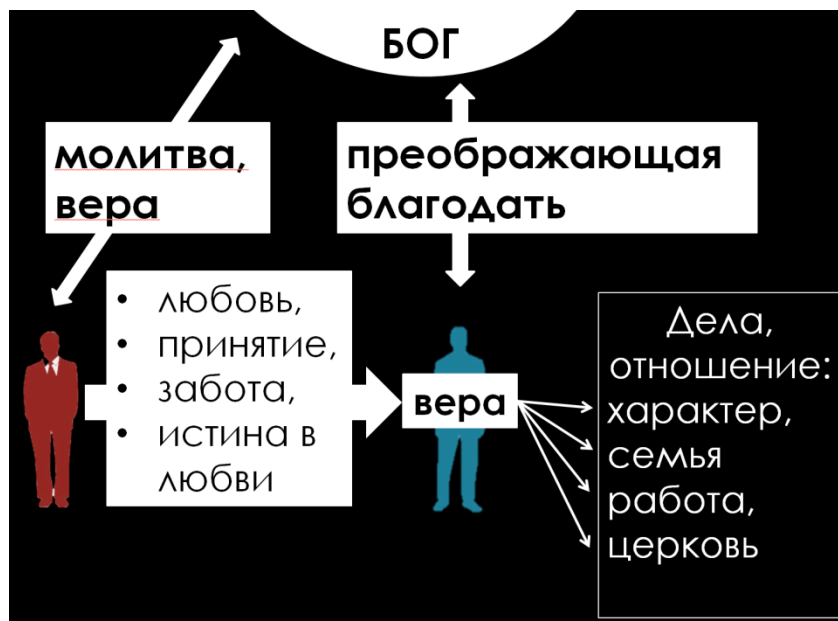 БОГ
молитва,
вера
преображающая
благодать
• любовь,
• принятие,
• забота,
• истина в
любви
вера
Дела,
отношение:
характер,
семья
работа,
церковь